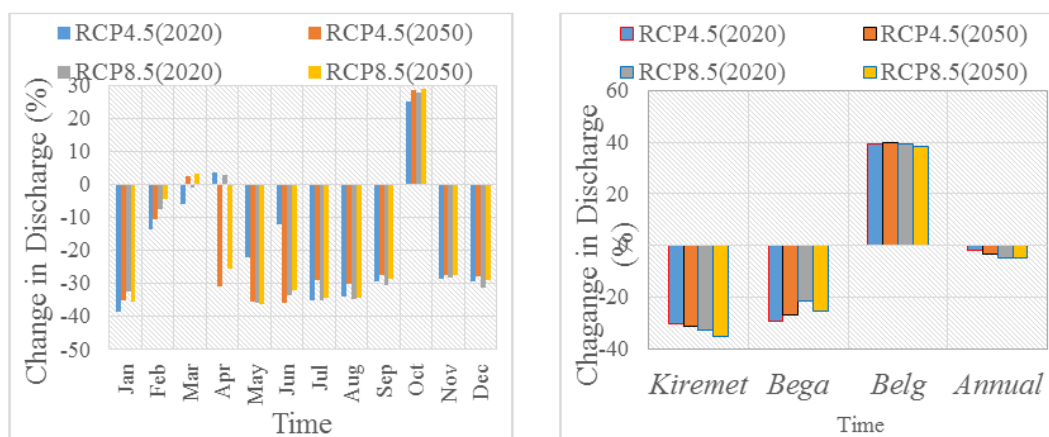 RCP4.5(2020) RCP4.5(2050)
RCP8.5(2020) RCP8.5(2050)
Change in Discharge (%)
30
20
10
0
-10
-20
-30
-40
-50
Jan Feb Mar Apr May Jun Jul Aug Sep Oct Nov Dec
Time
RCP4.5(2020) RCP4.5(2050)
RCP8.5(2020) RCP8.5(2050)
Chagange in Discharge
(%)
60
40
20
0
-20
-40
Kiremet Bega Belg Annual
Time